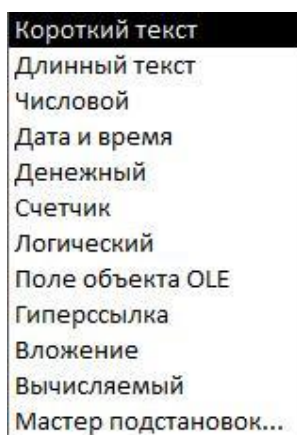 Короткий текст
Длинный текст
Числовой
Дата и время
Денежный
Счетчик
Логический
Поле объекта OLE
Гиперссылка
Вложение
Вычисляемый
Мастер подстановок...